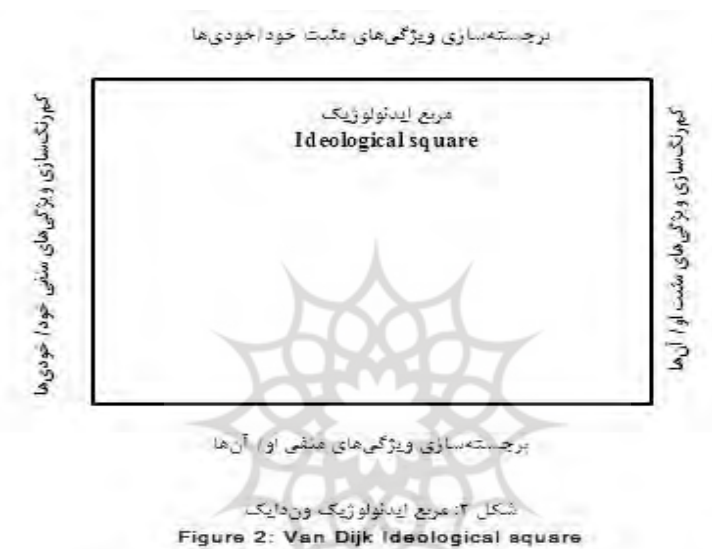 برجسته‌سازی ویژگی‌های مثبت خود/خودی‌ها
مربع ایدئولوژیک
Ideological square
کم‌رنگ‌سازی ویژگی‌های مثبت او/ آن‌ها
کم‌رنگ‌سازی ویژگی‌های منفی خود/ خودی‌ها
برجسته‌سازی ویژگی‌های منفی او/ آن‌ها
شکل ۲: مربع ایدئولوژیک ون‌دایک
Figure 2: Van Dijk Ideological square